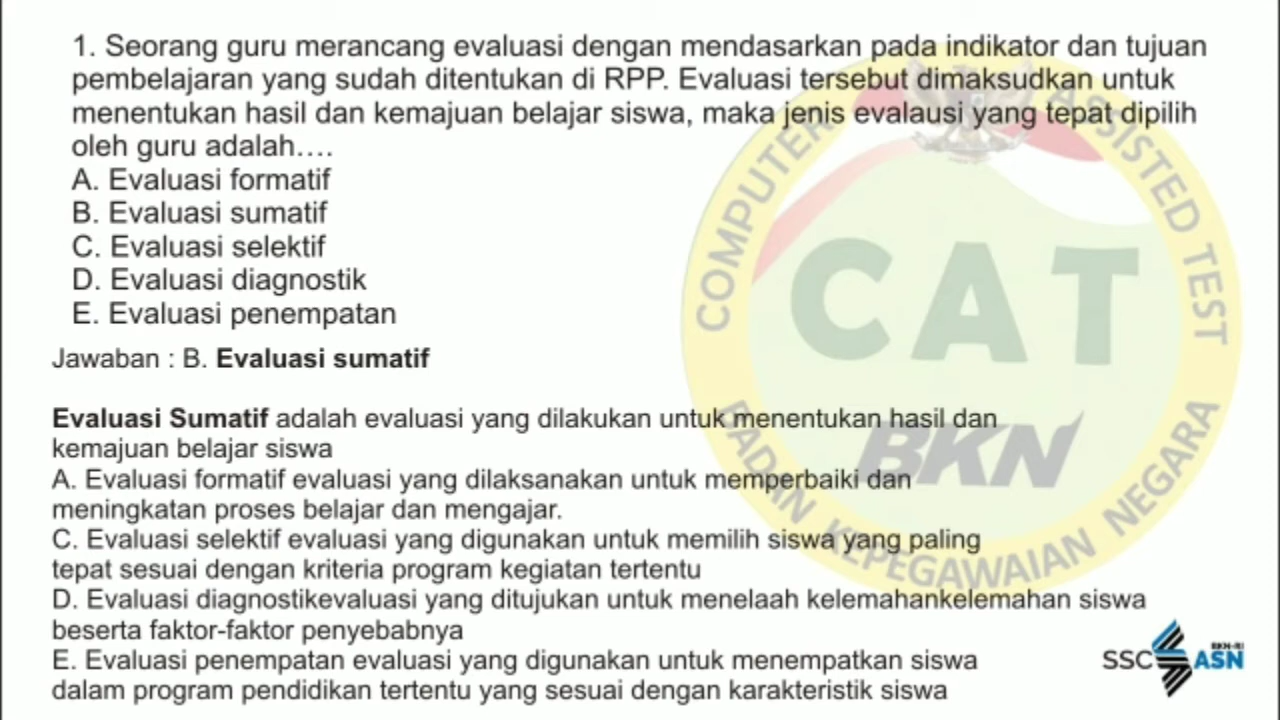 1. Seorang guru merancang evaluasi dengan mendasarkan pada indikator dan tujuan
pembelajaran yang sudah ditentukan di RPP. Evaluasi tersebut dimaksudkan untuk
menentukan hasil dan kemajuan belajar siswa, maka jenis evalausi yang tepat dipilih
oleh guru adalah....
A. Evaluasi formatif
B. Evaluasi sumatif
C. Evaluasi selektif
D. Evaluasi diagnostik
E. Evaluasi penempatan
Jawaban : B. Evaluasi sumatif
Evaluasi Sumatif adalah evaluasi yang dilakukan untuk menentukan hasil dan
kemajuan belajar siswa
A. Evaluasi formatif evaluasi yang dilaksanakan untuk memperbaiki dan
meningkatan proses belajar dan mengajar.
C. Evaluasi selektif evaluasi yang digunakan untuk memilih siswa yang paling
tepat sesuai dengan kriteria program kegiatan tertentu
D. Evaluasi diagnostikevaluasi yang ditujukan untuk menelaah kelemahankelemahan siswa
beserta faktor-faktor penyebabnya
E. Evaluasi penempatan evaluasi yang digunakan untuk menempatkan siswa
dalam program pendidikan tertentu yang sesuai dengan karakteristik siswa
COMPUTER ASSISTED TEST
CAT
BKN
BADAN KEPEGAWAIAN NEGARA
SSC ASN
BKN-RI